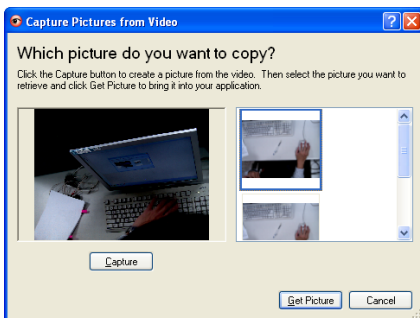 Capture Pictures from Video
Which picture do you want to copy?
Click the Capture button to create a picture from the video. Then select the picture you want to
retrieve and click Get Picture to bring it into your application.
Capture
Get Picture
Cancel